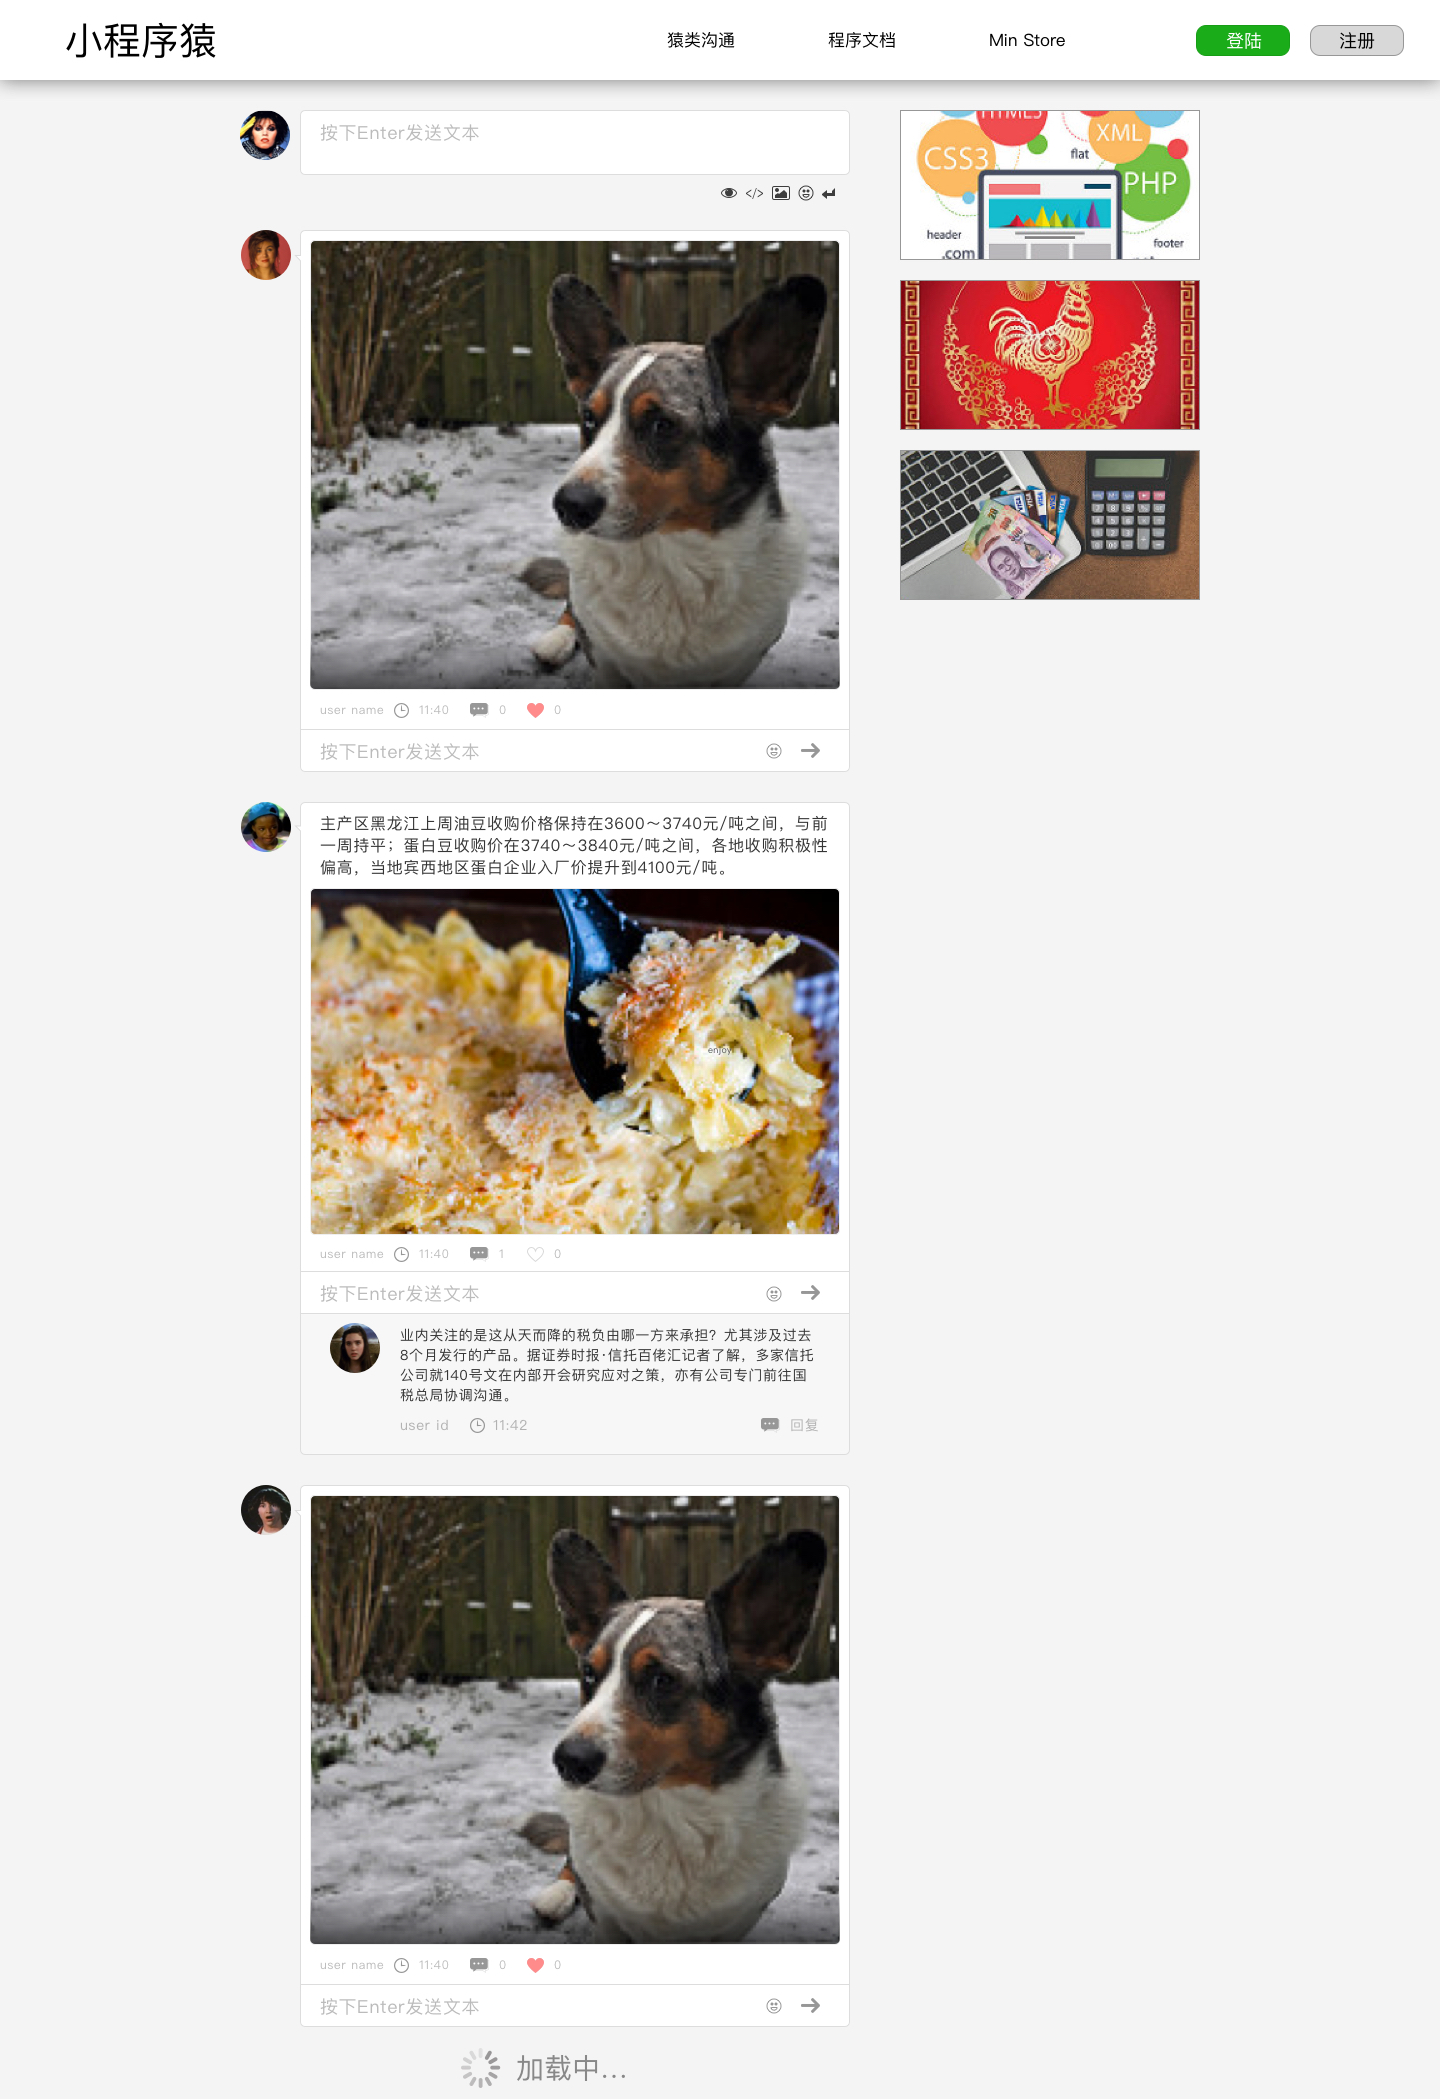 小程序猿
猿类沟通
程序文档
Min Store
登陆
注册
按下Enter发送文本
HTML5
CSS3
XML
flat
PHP
header
footer
.com
user name 11:40 0 0
按下Enter发送文本
主产区黑龙江上周油豆收购价格保持在3600～3740元/吨之间，与前
一周持平；蛋白豆收购价在3740～3840元/吨之间，各地收购积极性
偏高，当地宾西地区蛋白企业入厂价提升到4100元/吨。
enjoy
user name 11:40 1 0
按下Enter发送文本
业内关注的是这从天而降的税负由哪一方来承担？尤其涉及过去
8个月发行的产品。据证券时报·信托百佬汇记者了解，多家信托
公司就140号文在内部开会研究应对之策，亦有公司专门前往国
税总局协调沟通。
user id 11:42 回复
user name 11:40 0 0
按下Enter发送文本
加载中...